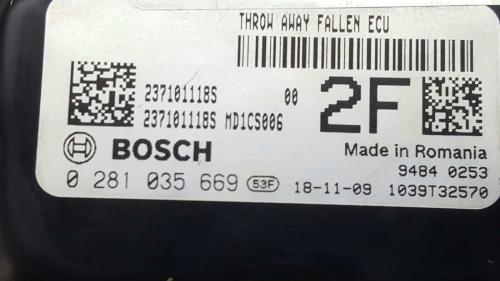 THROW AWAY FALLEN ECU
237101118S 00
237101118S MD1CS006
2F
BOSCH
Made in Romania
9484 0253
0 281 035 669 53F 18-11-09 1039T32570